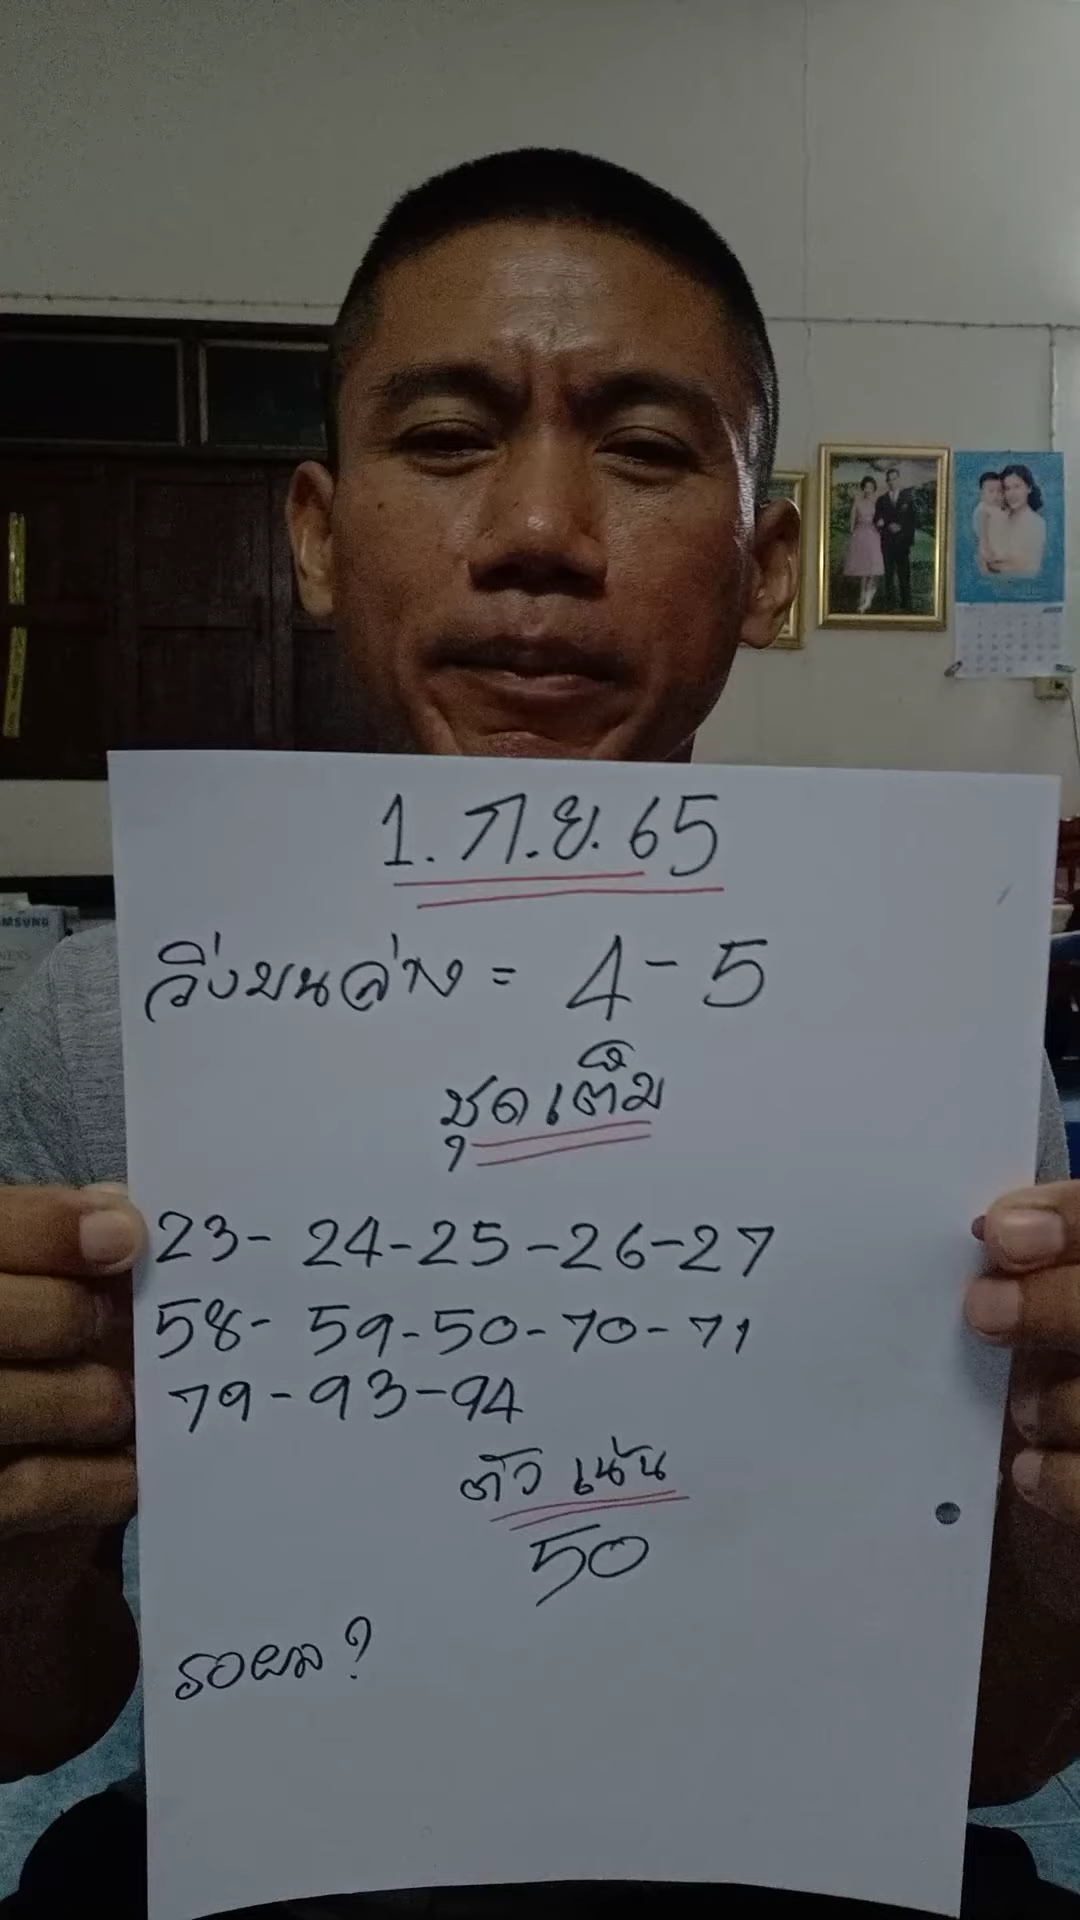 1. ก.ย. 65
วิ่งบนล่าง = 4-5
ชุดเต็ม
23- 24-25-26-27
58- 59-50-70-71
79-93-94
ตัวเน้น
50
รอผล?